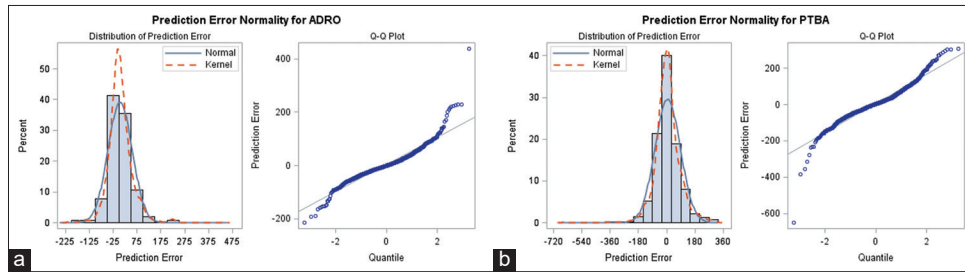 Prediction Error Normality for ADRO
Distribution of Prediction Error
Normal
Kernel
Percent
50
40
30
20
10
0
-225 -125 -25 75 175 275 375 475
Prediction Error
Q-Q Plot
Prediction Error
400
200
0
-200
-2 0 2
Quantile
a
Prediction Error Normality for PTBA
Distribution of Prediction Error
Normal
Kernel
Percent
40
30
20
10
0
-720 -540 -360 -180 0 180 360
Prediction Error
Q-Q Plot
Prediction Error
200
0
-200
-400
-600
-2 0 2
Quantile
b